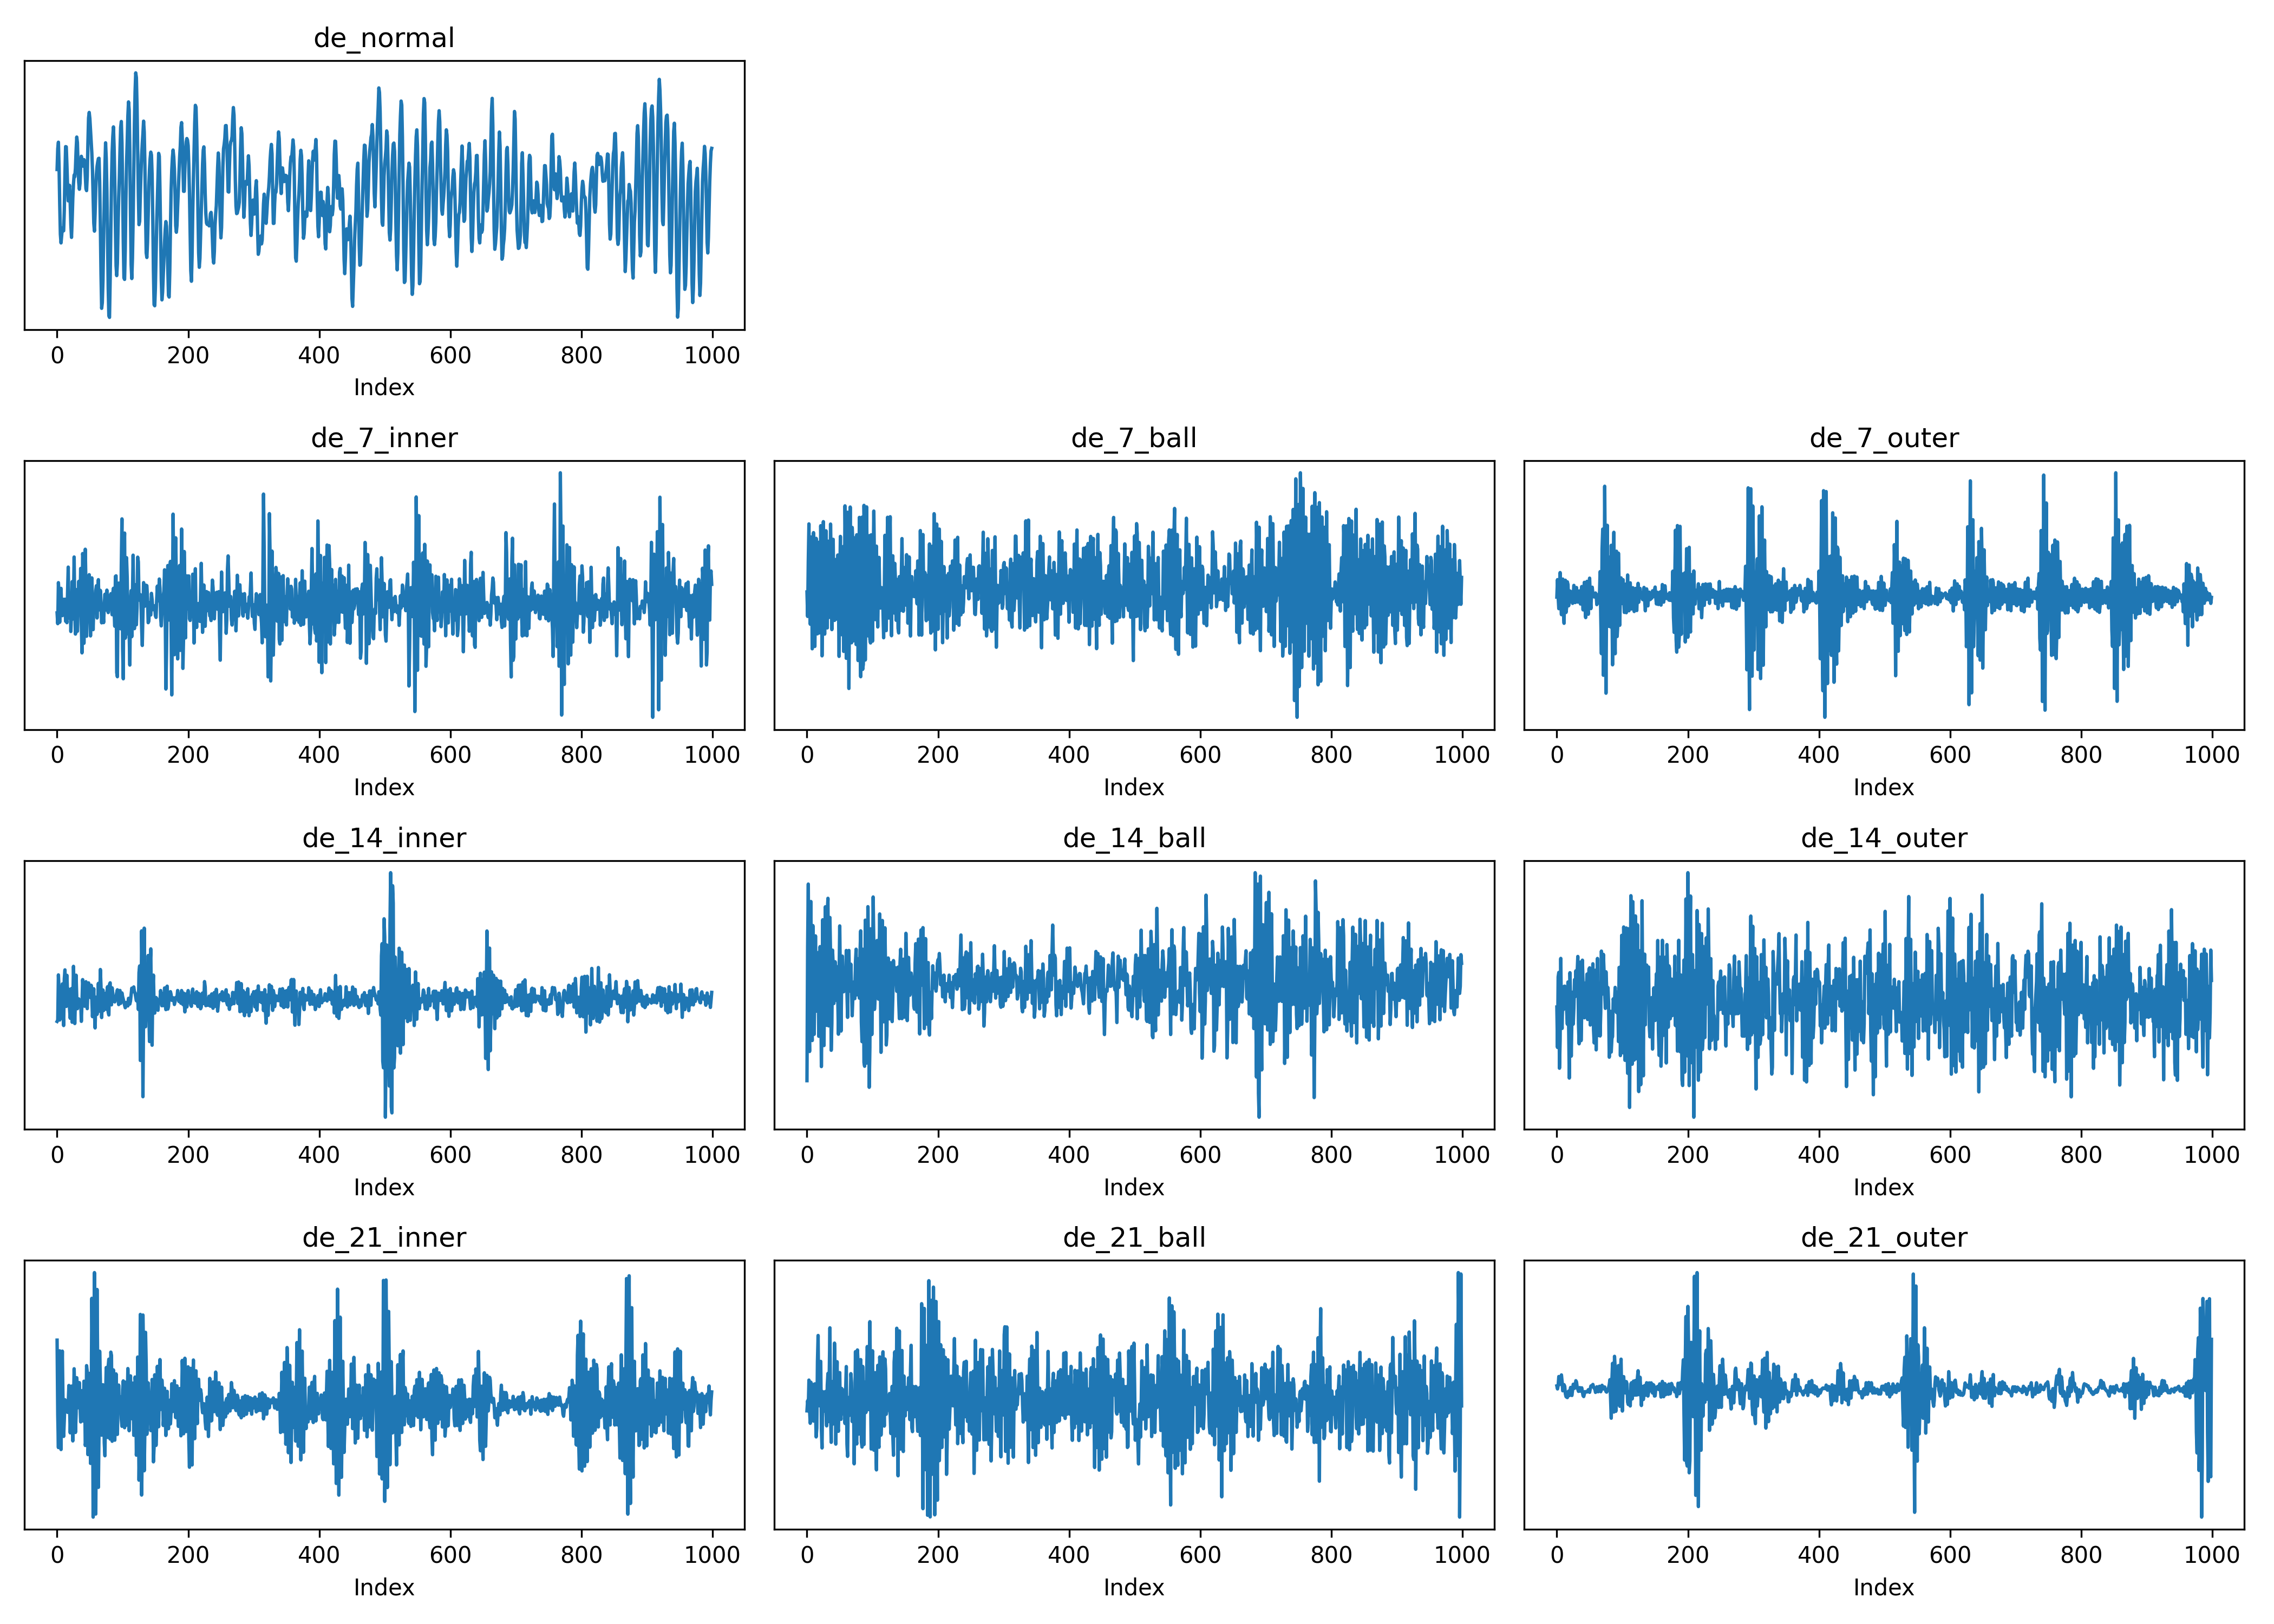 de_normal
0 200 400 600 800 1000
Index
de_7_inner de_7_ball de_7_outer
0 200 400 600 800 1000 0 200 400 600 800 1000 0 200 400 600 800 1000
Index Index Index
de_14_inner de_14_ball de_14_outer
0 200 400 600 800 1000 0 200 400 600 800 1000 0 200 400 600 800 1000
Index Index Index
de_21_inner de_21_ball de_21_outer
0 200 400 600 800 1000 0 200 400 600 800 1000 0 200 400 600 800 1000
Index Index Index